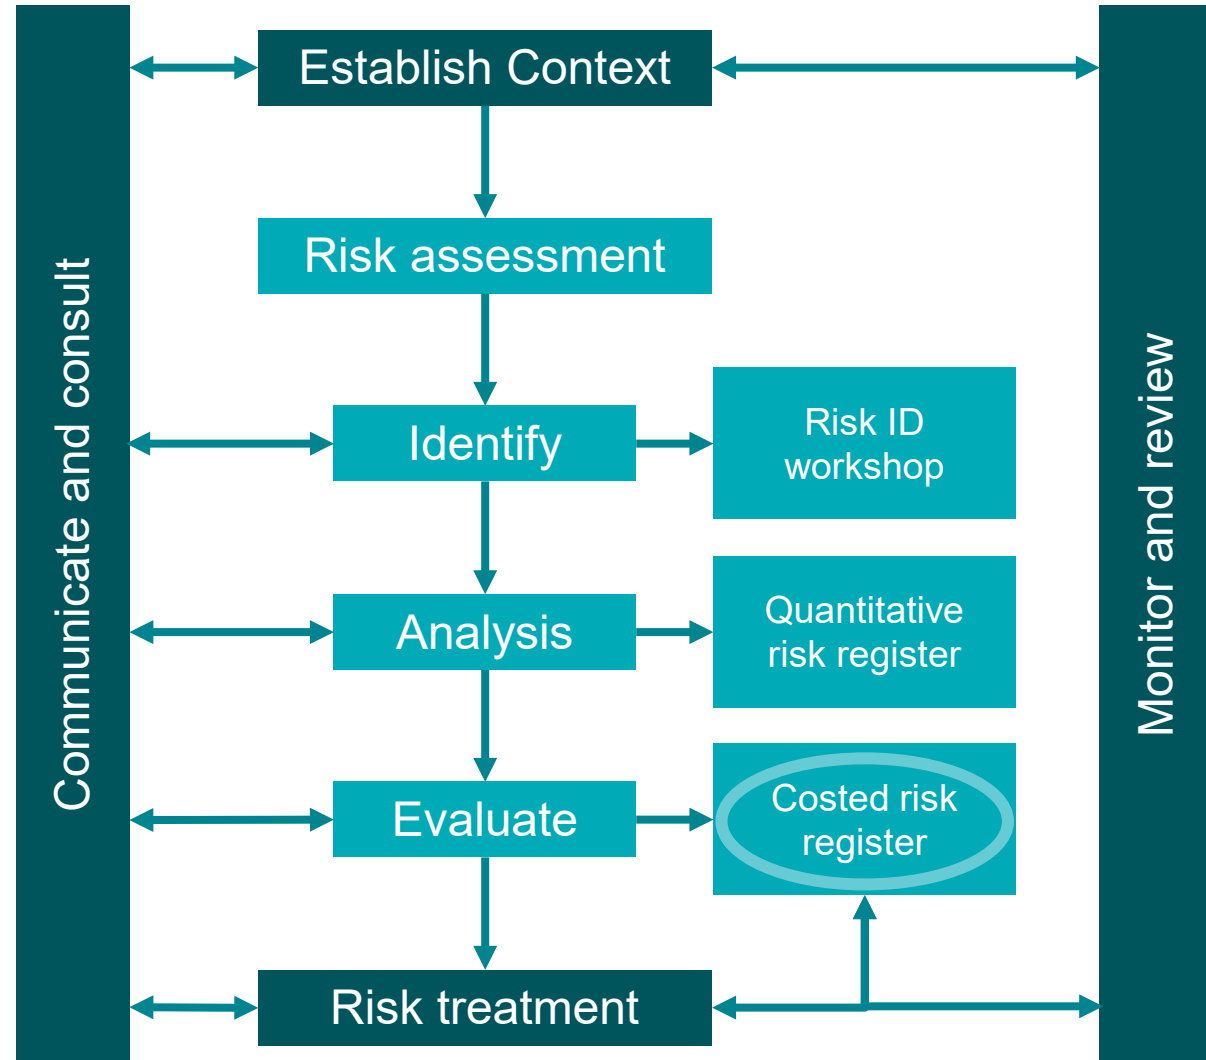 Communicate and consult
Establish Context
Risk assessment
Identify
Risk ID
workshop
Analysis
Quantitative
risk register
Evaluate
Costed risk
register
Risk treatment
Monitor and review